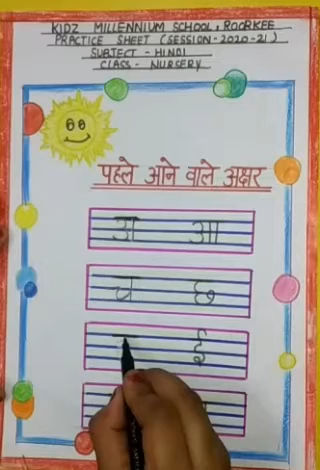 KIDZ MILLENNIUM SCHOOL, ROORKEE
PRACTICE SHEET (SESSION-2020-21)
SUBJECT - HINDI
CLASS - NURSERY
पहले आने वाले अक्षर
अ आ
च छ
ई